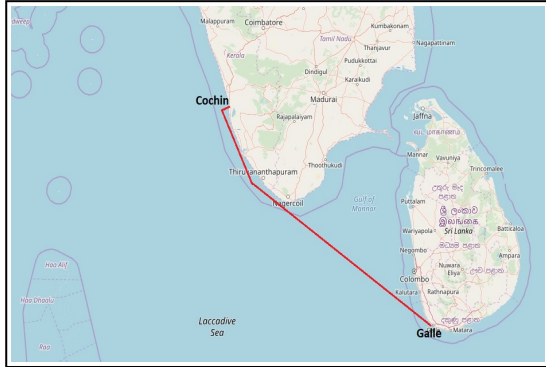 Malappuram
Coimbatore
Kumbakonam
Tamil Nadu
Thanjavur
Nagapattinam
Kerala
Pudukkottai
Dindigul
Karaikudi
Cochin
Madurai
Rajapalaiyam
Jaffna
Thoothukudi
Mannar
Vavuniya
Thiruvananthapuram
Trincomalee
Nagercoil
Gulf of
Mannar
Puttalam
ශ්‍රී ලංකාව
இலங்கை
Sri Lanka
Wariyapola
Batticaloa
Negombo
Ampara
Nuwara
Eliya
Colombo
Haa Alif
Kalutara
Rathnapura
Haa Dhaalu
Laccadive
Sea
Galle
Matara
Raa